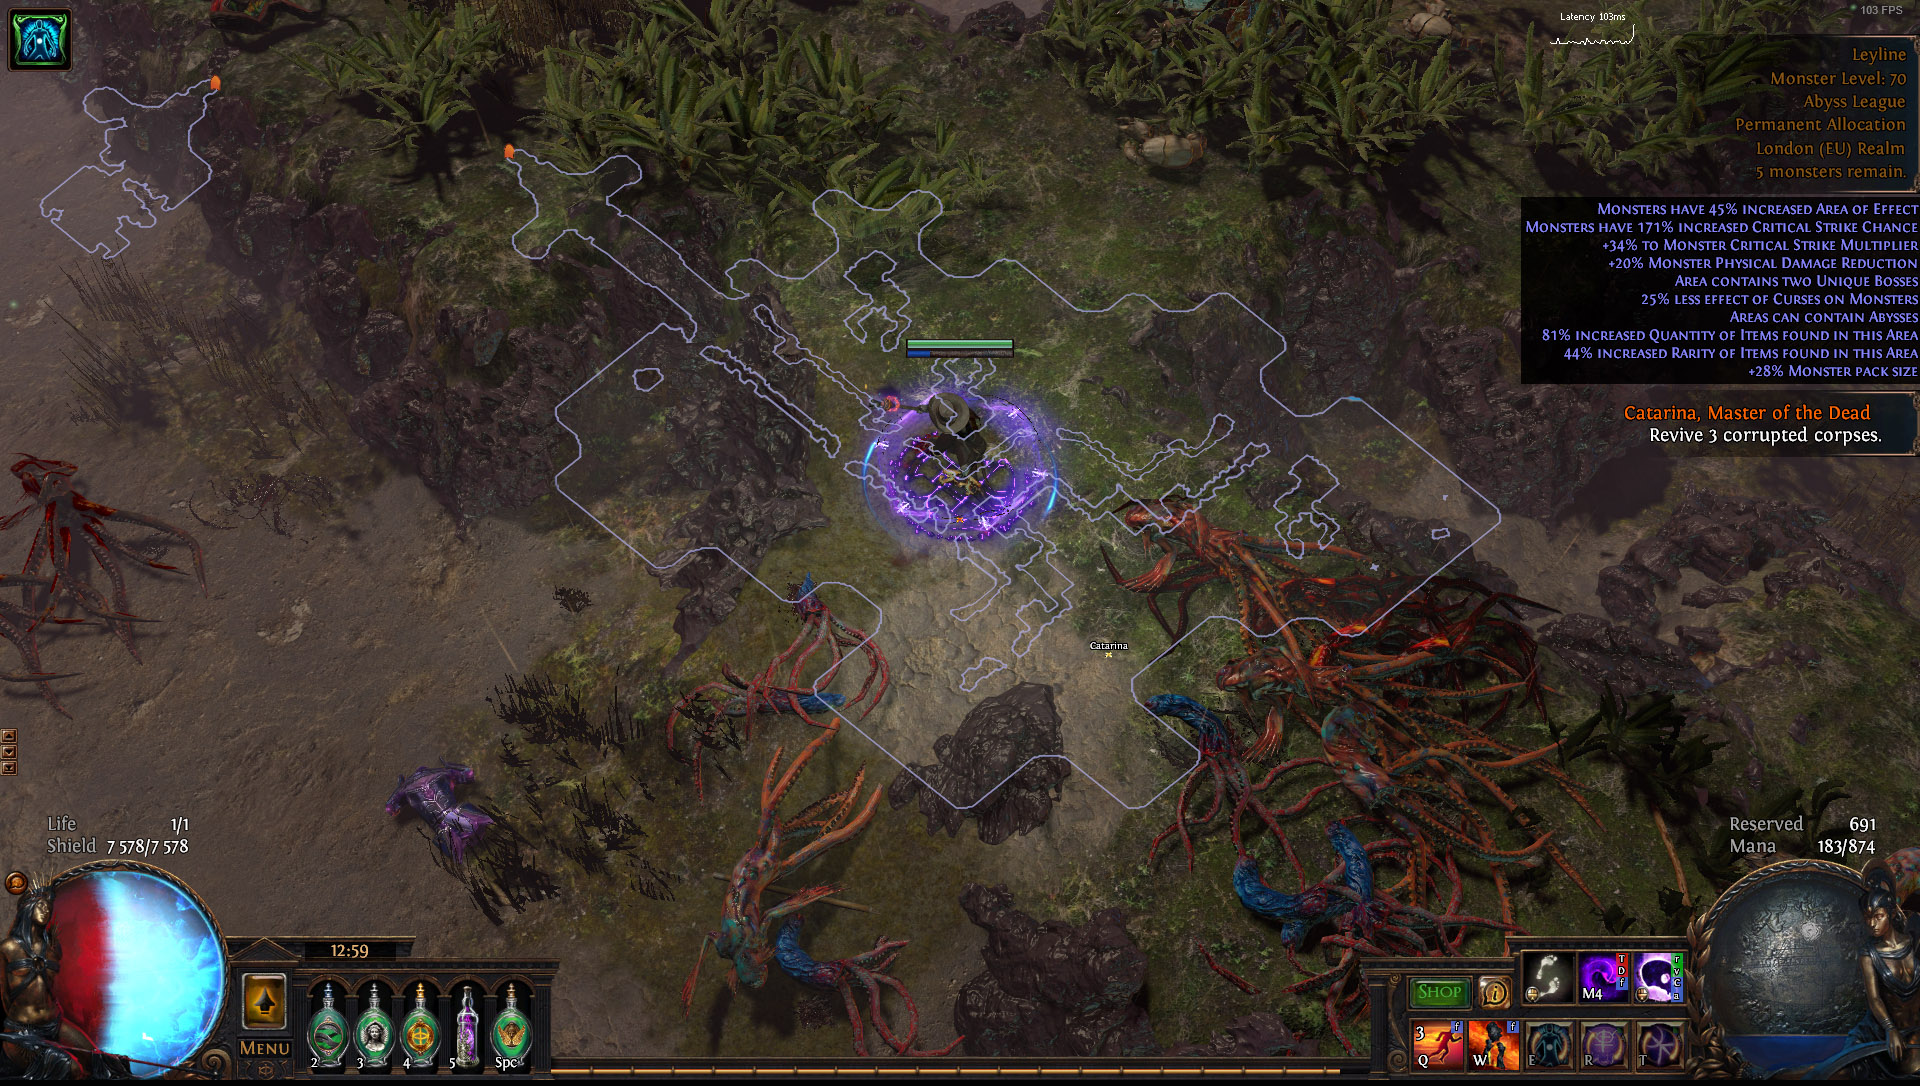 Latency 103ms
103 FPS
Leyline
Monster Level: 70
Abyss League
Permanent Allocation
London (EU) Realm
5 monsters remain.
Monsters have 45% increased Area of Effect
Monsters have 171% increased Critical Strike Chance
+34% to Monster Critical Strike Multiplier
+20% Monster Physical Damage Reduction
Area contains two Unique Bosses
25% less effect of Curses on Monsters
Areas can contain Abysses
81% increased Quantity of Items found in this Area
44% increased Rarity of Items found in this Area
+28% Monster pack size
Catarina, Master of the Dead
Revive 3 corrupted corpses.
Catarina
Life 1/1
Shield 7 578/7 578
Reserved 691
Mana 183/874
12:59
Menu
2 3 4 5 Spc
Shop
M4 T D f
r v C a
3 Q f
W f
E
R
T